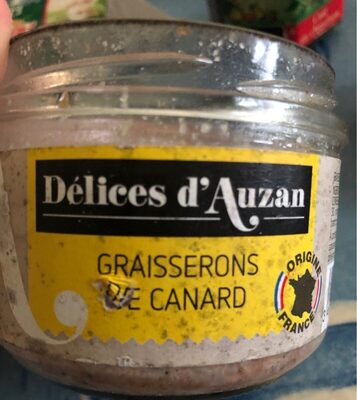 Délices d'Auzan
GRAISSERONS
DE CANARD
ORIGINE
FRANCE